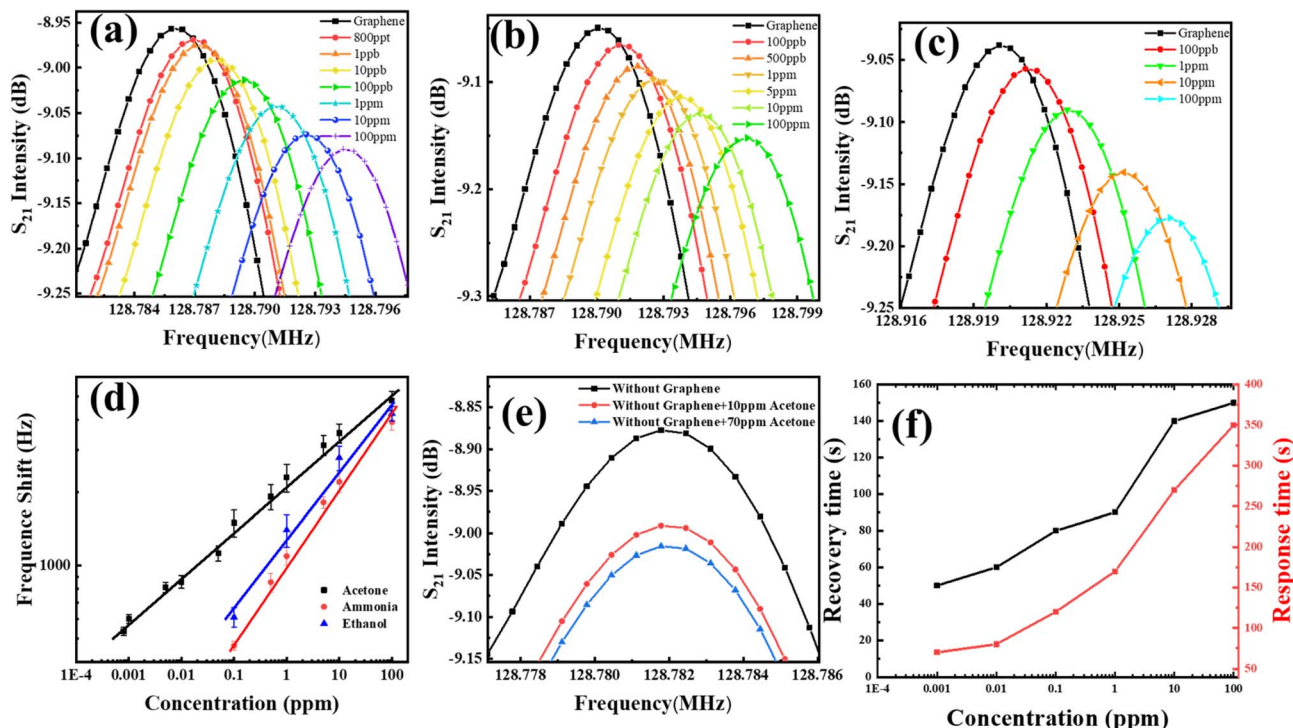 (a)
Graphene
800ppt
1ppb
10ppb
100ppb
1ppm
10ppm
100ppm
S21 Intensity (dB)
-8.95
-9.00
-9.05
-9.10
-9.15
-9.20
-9.25
128.784 128.787 128.790 128.793 128.796
Frequency(MHz)
(b)
Graphene
100ppb
500ppb
1ppm
5ppm
10ppm
100ppm
S21 Intensity (dB)
-9.1
-9.2
-9.3
128.787 128.790 128.793 128.796 128.799
Frequency(MHz)
(c)
Graphene
100ppb
1ppm
10ppm
100ppm
S21 Intensity (dB)
-9.05
-9.10
-9.15
-9.20
-9.25
128.916 128.919 128.922 128.925 128.928
Frequency(MHz)
(d)
Frequence Shift (Hz)
1000
Acetone
Ammonia
Ethanol
1E-4 0.001 0.01 0.1 1 10 100
Concentration (ppm)
(e)
Without Graphene
Without Graphene+10ppm Acetone
Without Graphene+70ppm Acetone
S21 Intensity (dB)
-8.85
-8.90
-8.95
-9.00
-9.05
-9.10
-9.15
128.778 128.780 128.782 128.784 128.786
Frequency(MHz)
(f)
Recovery time (s)
160
140
120
100
80
60
40
20
0
Response time (s)
400
350
300
250
200
150
100
50
1E-4 0.001 0.01 0.1 1 10 100
Concentration (ppm)